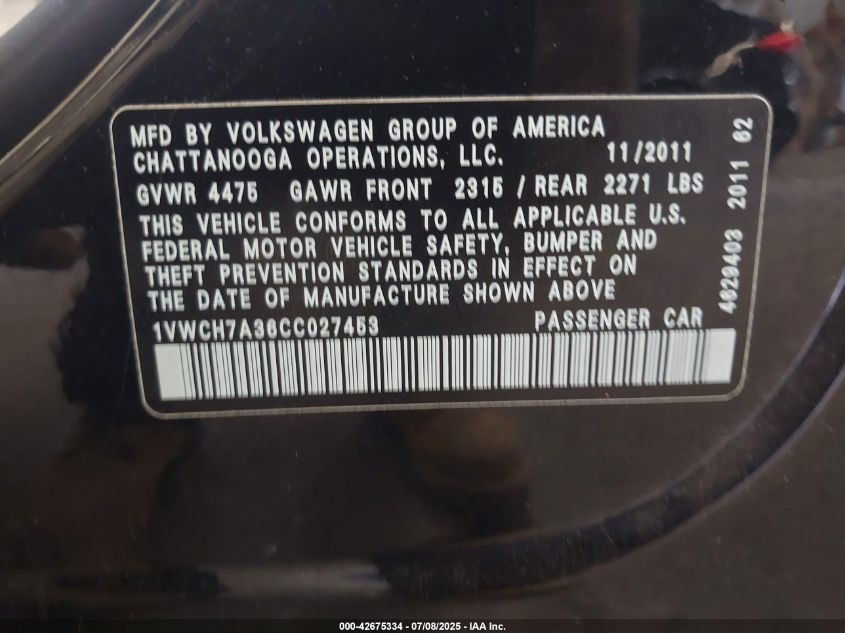 MFD BY VOLKSWAGEN GROUP OF AMERICA
CHATTANOOGA OPERATIONS, LLC. 11/2011
GVWR 4475 GAWR FRONT 2315 / REAR 2271 LBS
THIS VEHICLE CONFORMS TO ALL APPLICABLE U.S.
FEDERAL MOTOR VEHICLE SAFETY, BUMPER AND
THEFT PREVENTION STANDARDS IN EFFECT ON
THE DATE OF MANUFACTURE SHOWN ABOVE
1VWCH7A36CC027453 PASSENGER CAR
4629403 2011 62
000-42675334 - 07/08/2025 - IAA Inc.